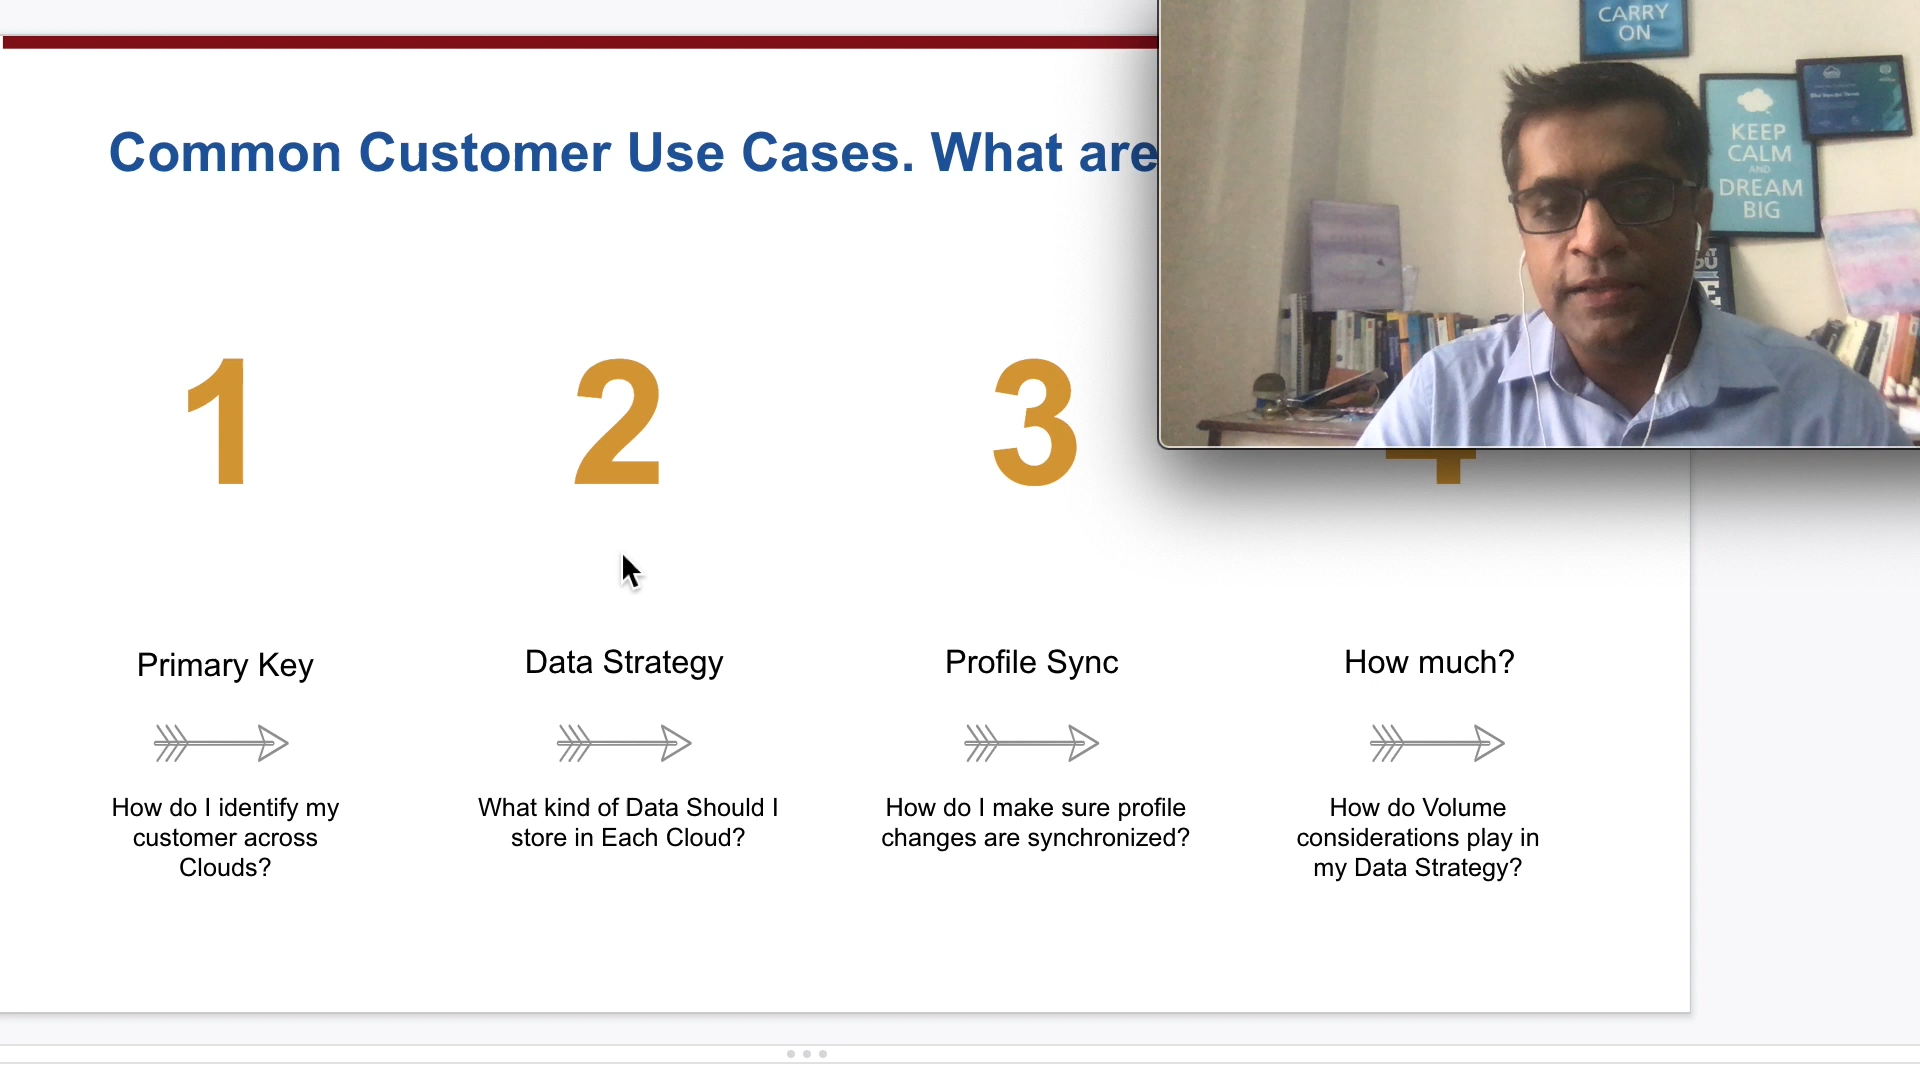 Common Customer Use Cases. What are
CARRY
ON
KEEP
CALM
AND
DREAM
BIG
1
2
3
4
Primary Key
Data Strategy
Profile Sync
How much?
How do I identify my
customer across
Clouds?
What kind of Data Should I
store in Each Cloud?
How do I make sure profile
changes are synchronized?
How do Volume
considerations play in
my Data Strategy?